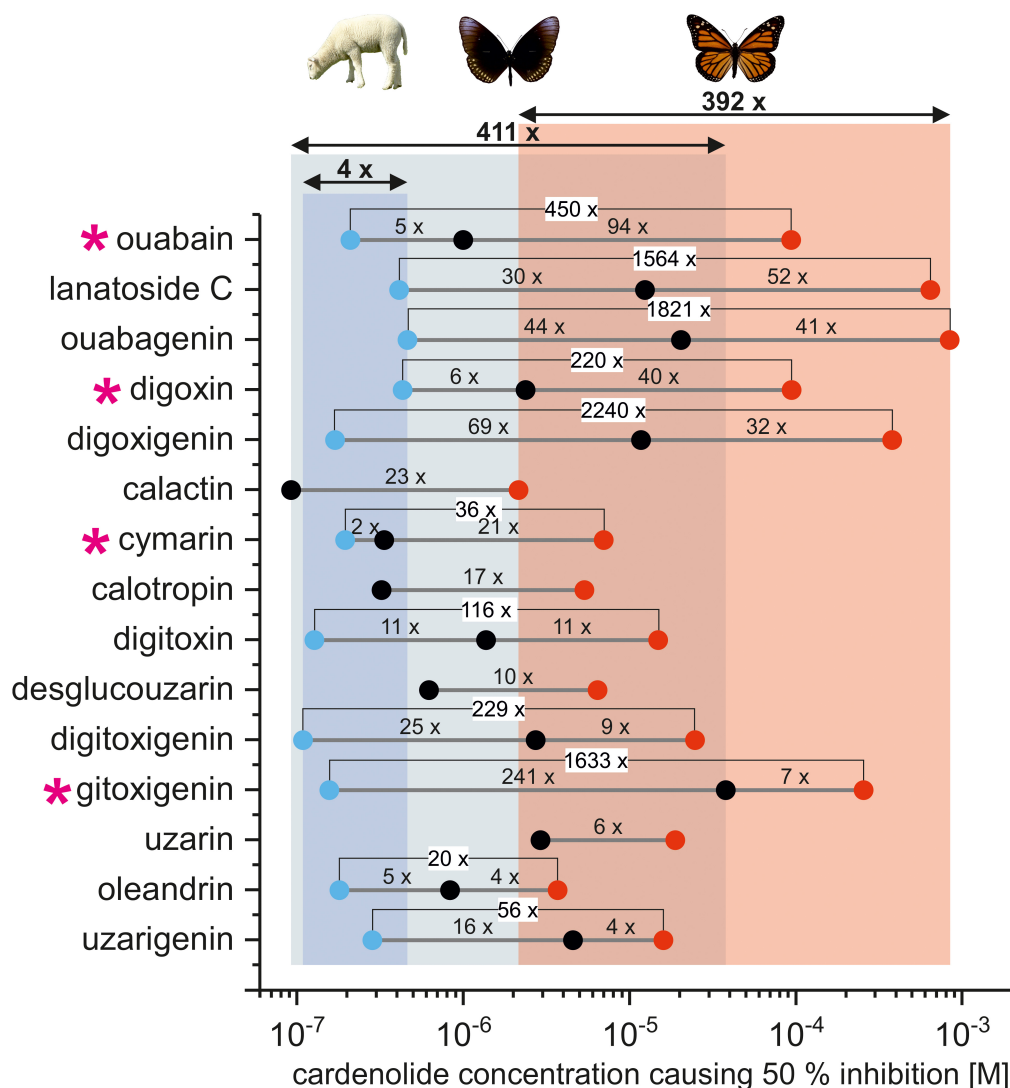 392 x
411 x
4 x
450 x
* ouabain 5 x 94 x
1564 x
lanatoside C 30 x 52 x
1821 x
ouabagenin 44 x 41 x
220 x
* digoxin 6 x 40 x
2240 x
digoxigenin 69 x 32 x
calactin 23 x
36 x
* cymarin 2 x 21 x
calotropin 17 x
116 x
digitoxin 11 x 11 x
desglucouzarin 10 x
229 x
digitoxigenin 25 x 9 x
1633 x
* gitoxigenin 241 x 7 x
uzarin 6 x
20 x
oleandrin 5 x 4 x
56 x
uzarigenin 16 x 4 x
10⁻⁷ 10⁻⁶ 10⁻⁵ 10⁻⁴ 10⁻³
cardenolide concentration causing 50 % inhibition [M]